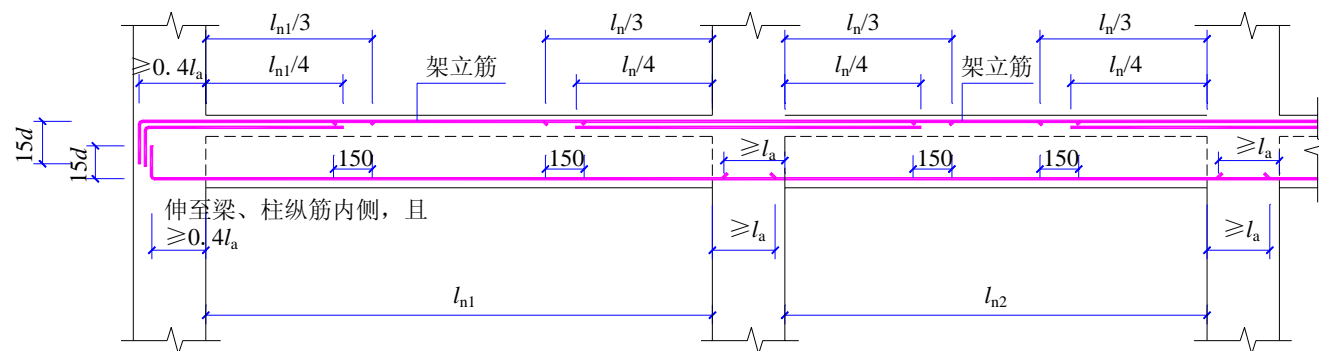 ln1/3
ln/3
ln/3
ln/3
≥0.4la
ln1/4
架立筋
ln/4
ln/4
架立筋
ln/4
15d
15d
150
150
≥la
150
150
≥la
伸至梁、柱纵筋内侧，且
≥0.4la
≥la
≥la
ln1
ln2